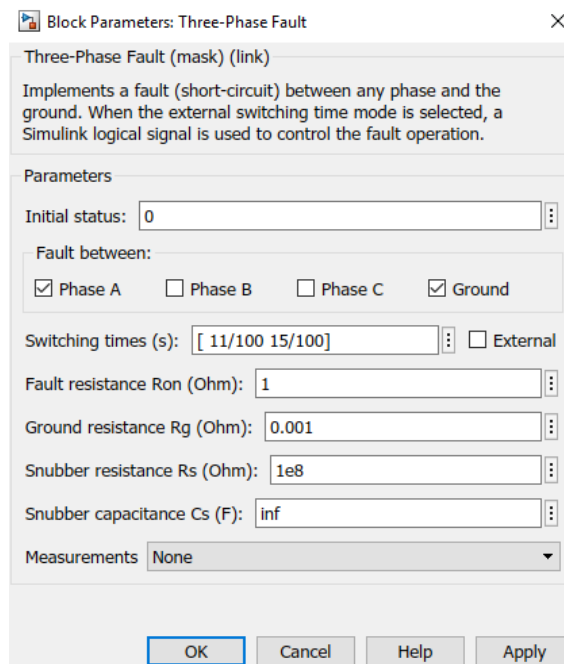 Block Parameters: Three-Phase Fault
Three-Phase Fault (mask) (link)
Implements a fault (short-circuit) between any phase and the
ground. When the external switching time mode is selected, a
Simulink logical signal is used to control the fault operation.
Parameters
Initial status: 0
Fault between:
Phase A Phase B Phase C Ground
Switching times (s): [ 11/100 15/100] External
Fault resistance Ron (Ohm): 1
Ground resistance Rg (Ohm): 0.001
Snubber resistance Rs (Ohm): 1e8
Snubber capacitance Cs (F): inf
Measurements None
OK Cancel Help Apply